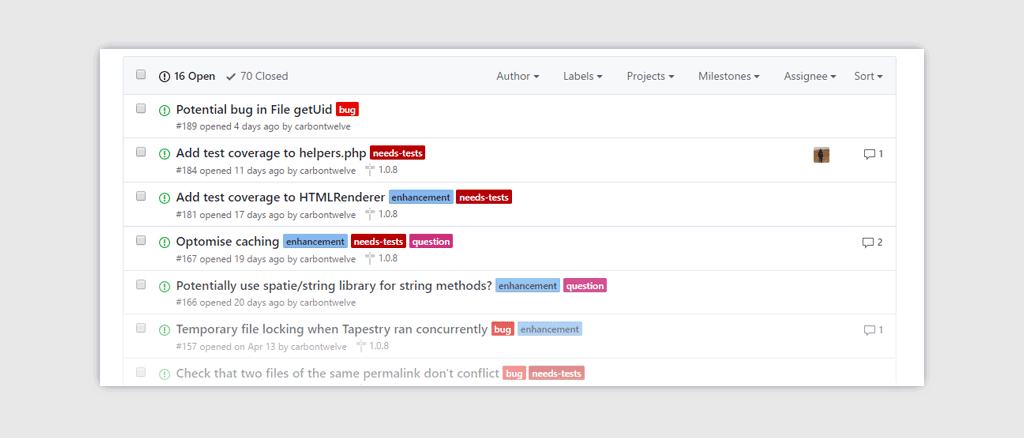 16 Open 70 Closed Author Labels Projects Milestones Assignee Sort
Potential bug in File getUid bug
#189 opened 4 days ago by carbontwelve
Add test coverage to helpers.php needs-tests 1
#184 opened 11 days ago by carbontwelve 1.0.8
Add test coverage to HTMLRenderer enhancement needs-tests
#181 opened 17 days ago by carbontwelve 1.0.8
Optomise caching enhancement needs-tests question 2
#167 opened 19 days ago by carbontwelve 1.0.8
Potentially use spatie/string library for string methods? enhancement question
#166 opened 20 days ago by carbontwelve
Temporary file locking when Tapestry ran concurrently bug enhancement 1
#157 opened on Apr 13 by carbontwelve 1.0.8
Check that two files of the same permalink don't conflict bug needs-tests